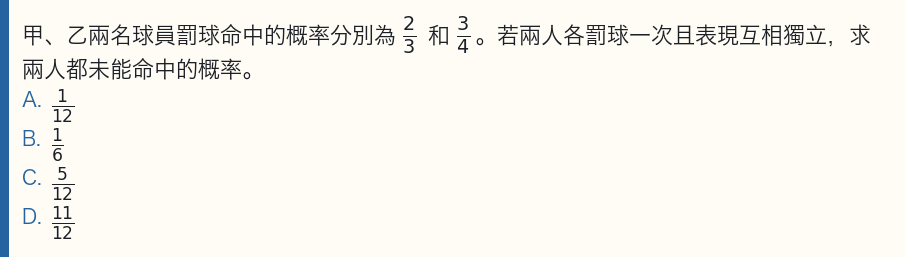 甲、乙兩名球員罰球命中的概率分別為 2/3 和 3/4。若兩人各罰球一次且表現互相獨立，求
兩人都未能命中的概率。
A. 1/12
B. 1/6
C. 5/12
D. 11/12